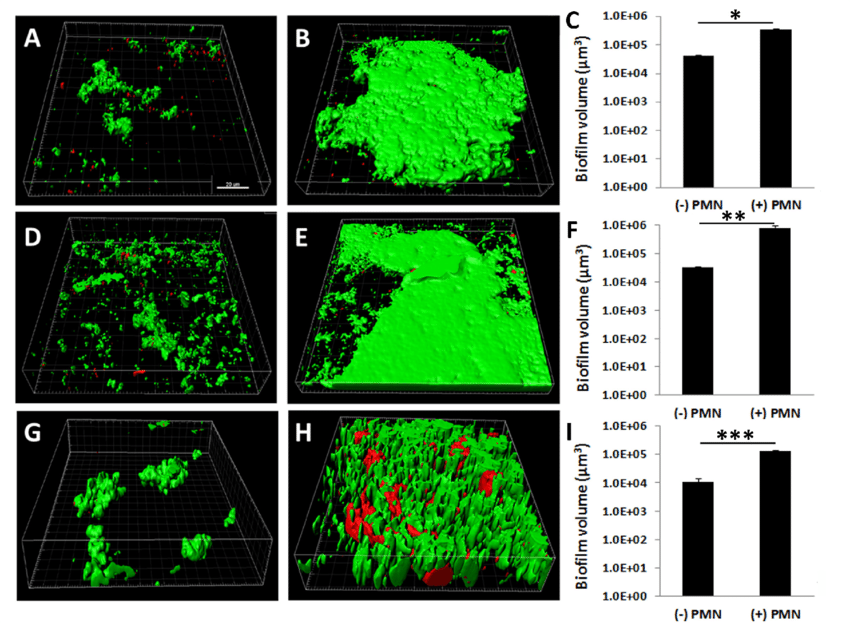 A
20 µm
B
C
Biofilm volume (µm³)
1.0E+06
1.0E+05
1.0E+04
1.0E+03
1.0E+02
1.0E+01
1.0E+00
*
(-) PMN (+) PMN
D
E
F
Biofilm volume (µm³)
1.0E+06
1.0E+05
1.0E+04
1.0E+03
1.0E+02
1.0E+01
1.0E+00
**
(-) PMN (+) PMN
G
H
I
Biofilm volume (µm³)
1.0E+06
1.0E+05
1.0E+04
1.0E+03
1.0E+02
1.0E+01
1.0E+00
***
(-) PMN (+) PMN